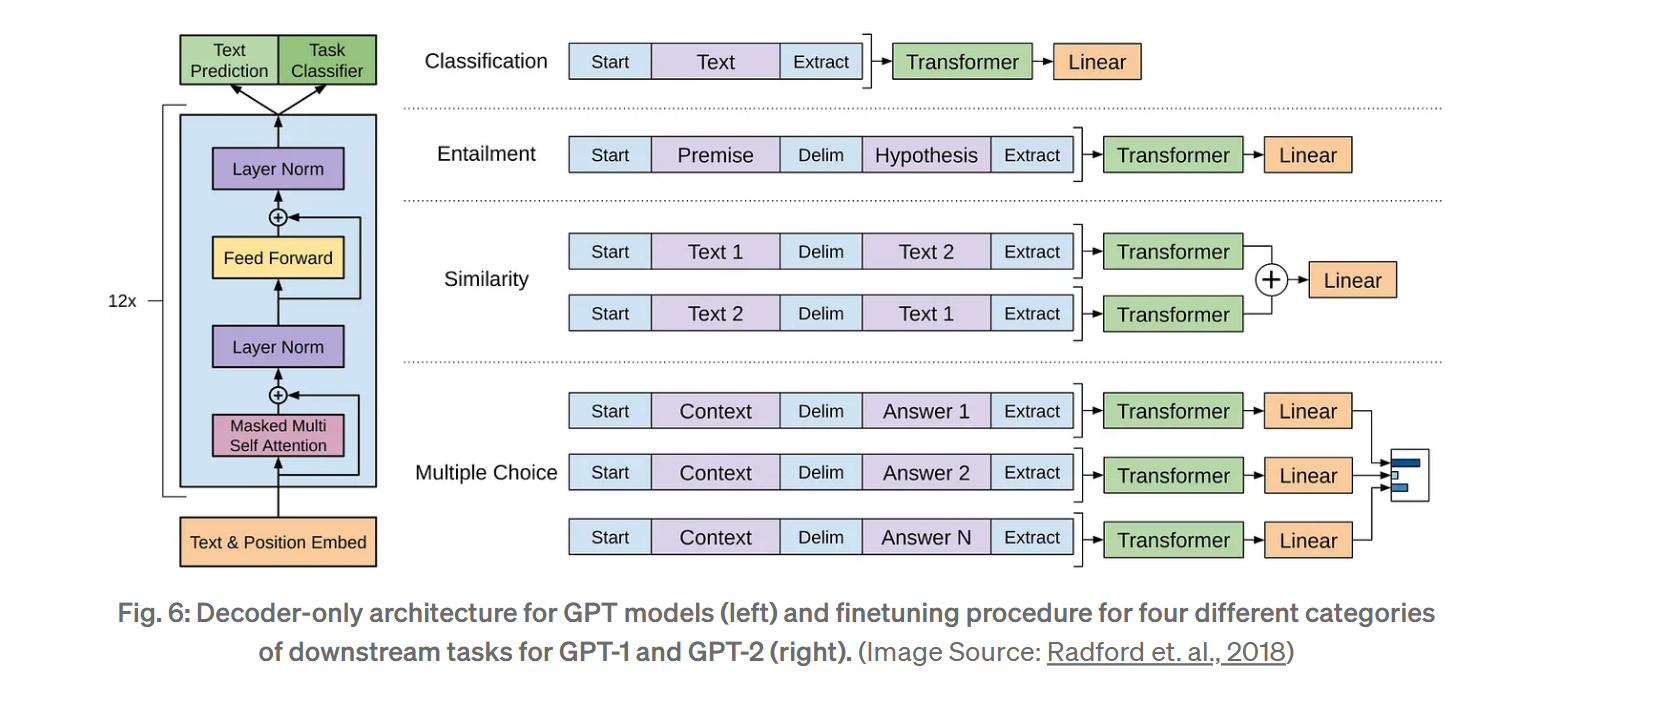 Text
Prediction
Task
Classifier
12x
Layer Norm
Feed Forward
Layer Norm
Masked Multi
Self Attention
Text & Position Embed
Classification Start Text Extract Transformer Linear
Entailment Start Premise Delim Hypothesis Extract Transformer Linear
Similarity
Start Text 1 Delim Text 2 Extract Transformer
Start Text 2 Delim Text 1 Extract Transformer
Linear
Multiple Choice
Start Context Delim Answer 1 Extract Transformer Linear
Start Context Delim Answer 2 Extract Transformer Linear
Start Context Delim Answer N Extract Transformer Linear
Fig. 6: Decoder-only architecture for GPT models (left) and finetuning procedure for four different categories
of downstream tasks for GPT-1 and GPT-2 (right). (Image Source: Radford et. al., 2018)